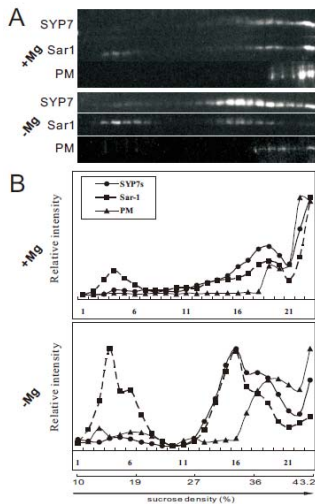 A
SYP7
+Mg
Sar1
PM
SYP7
-Mg
Sar1
PM
B
SYP7s
Sar-1
PM
+Mg
Relative intensity
1 6 11 16 21
-Mg
Relative intensity
1 6 11 16 21
10 19 27 36 43.2
sucrose density (%)